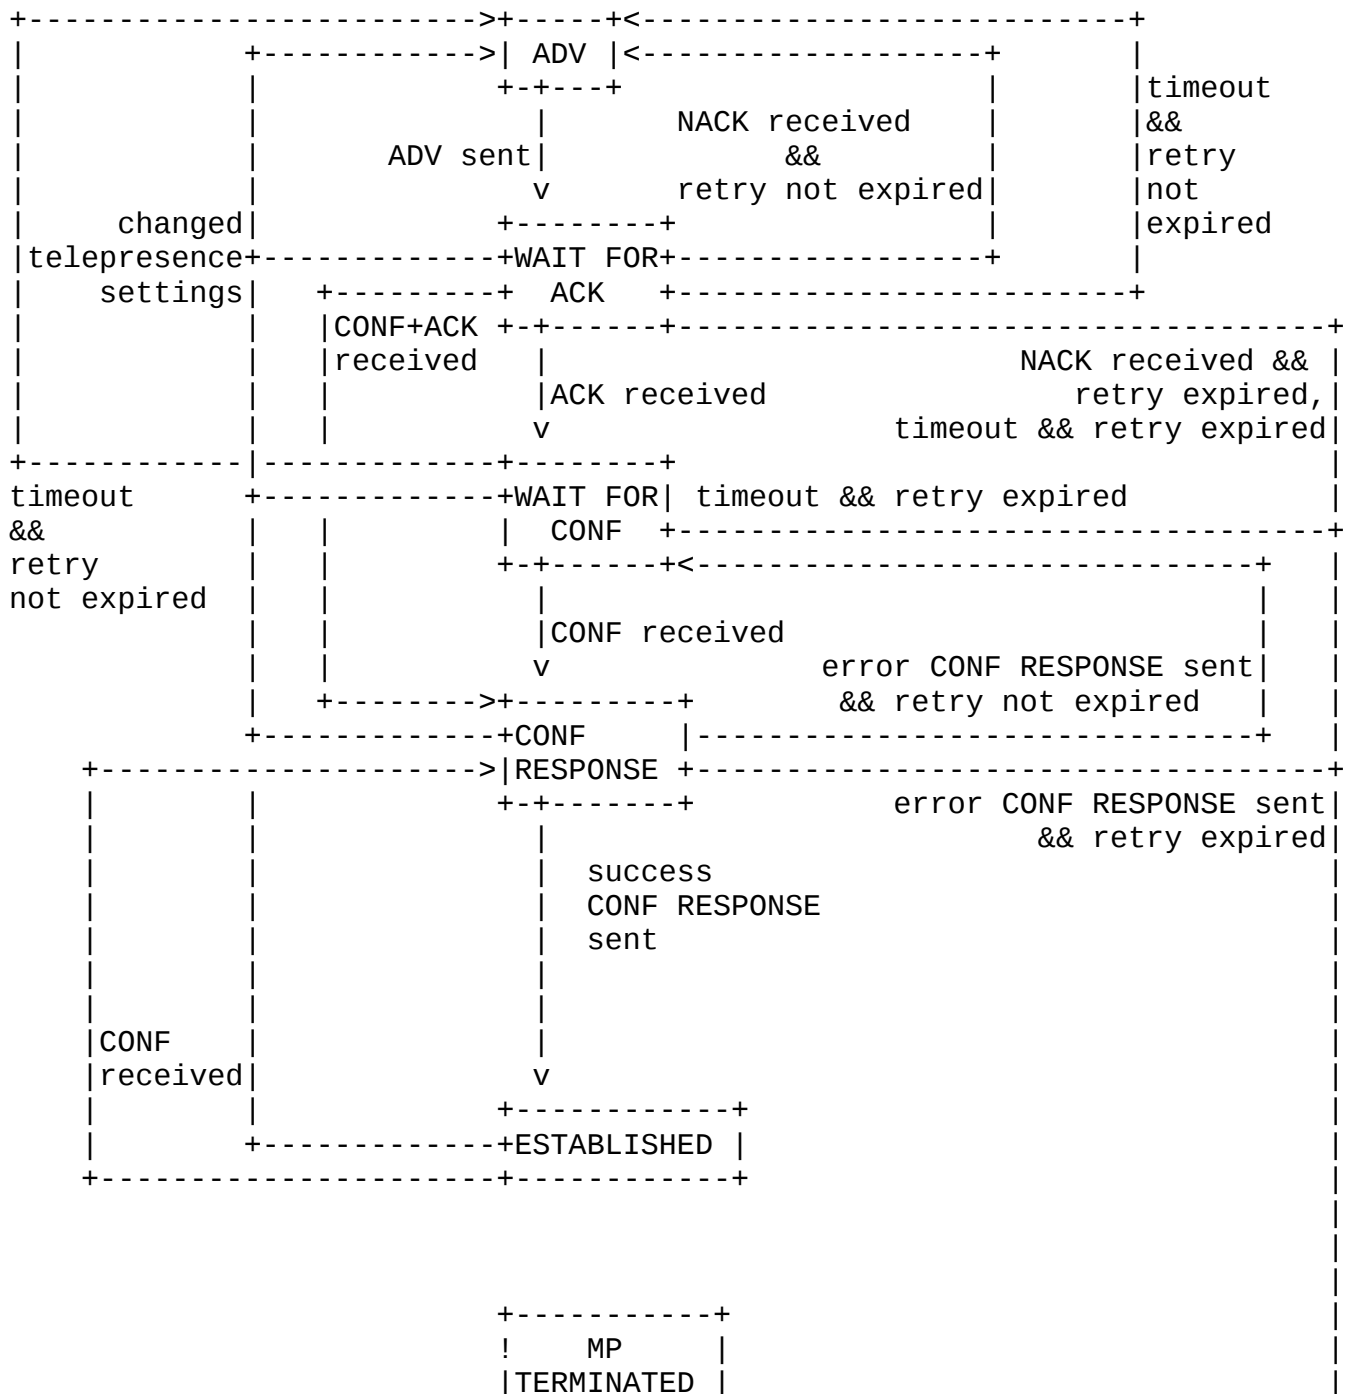 +------------------------->+-----+<---------------------------+
|            +------------>| ADV |<-------------------+       |
|            |             +-+---+                    |       |timeout
|            |               |       NACK received    |       |&&
|            |       ADV sent|             &&         |       |retry
|            |               v       retry not expired|       |not
|     changed|             +--------+                 |       |expired
|telepresence+-------------+WAIT FOR+-----------------+       |
|    settings|   +---------+  ACK   +-------------------------+
|            |   |CONF+ACK +-+------+------------------------------------+
|            |   |received   |                          NACK received && |
|            |   |           |ACK received                 retry expired,|
|            |   |           v                   timeout && retry expired|
+------------|-------------+--------+                                    |
timeout      +-------------+WAIT FOR| timeout && retry expired           |
&&           |   |         |  CONF  +------------------------------------+
retry        |   |         +-+------+<-------------------------------+   |
not expired  |   |           |                                       |   |
             |   |           |CONF received                          |   |
             |   |           v               error CONF RESPONSE sent|   |
             |   +-------->+---------+        && retry not expired   |   |
             +-------------+CONF     |-------------------------------+   |
    +--------------------->|RESPONSE +-----------------------------------+
    |        |             +-+-------+           error CONF RESPONSE sent|
    |        |               |                           && retry expired|
    |        |               |  success                                  |
    |        |               |  CONF RESPONSE                            |
    |        |               |  sent                                     |
    |        |               |                                           |
    |        |               |                                           |
    |CONF    |               |                                           |
    |received|               v                                           |
    |        |             +------------+                                |
    |        +-------------+ESTABLISHED |                                |
    +----------------------+------------+                                |
                                                                         |
                                                                         |
                                                                         |
                           +-----------+                                 |
                           !    MP     |                                 |
                           |TERMINATED |                                 |